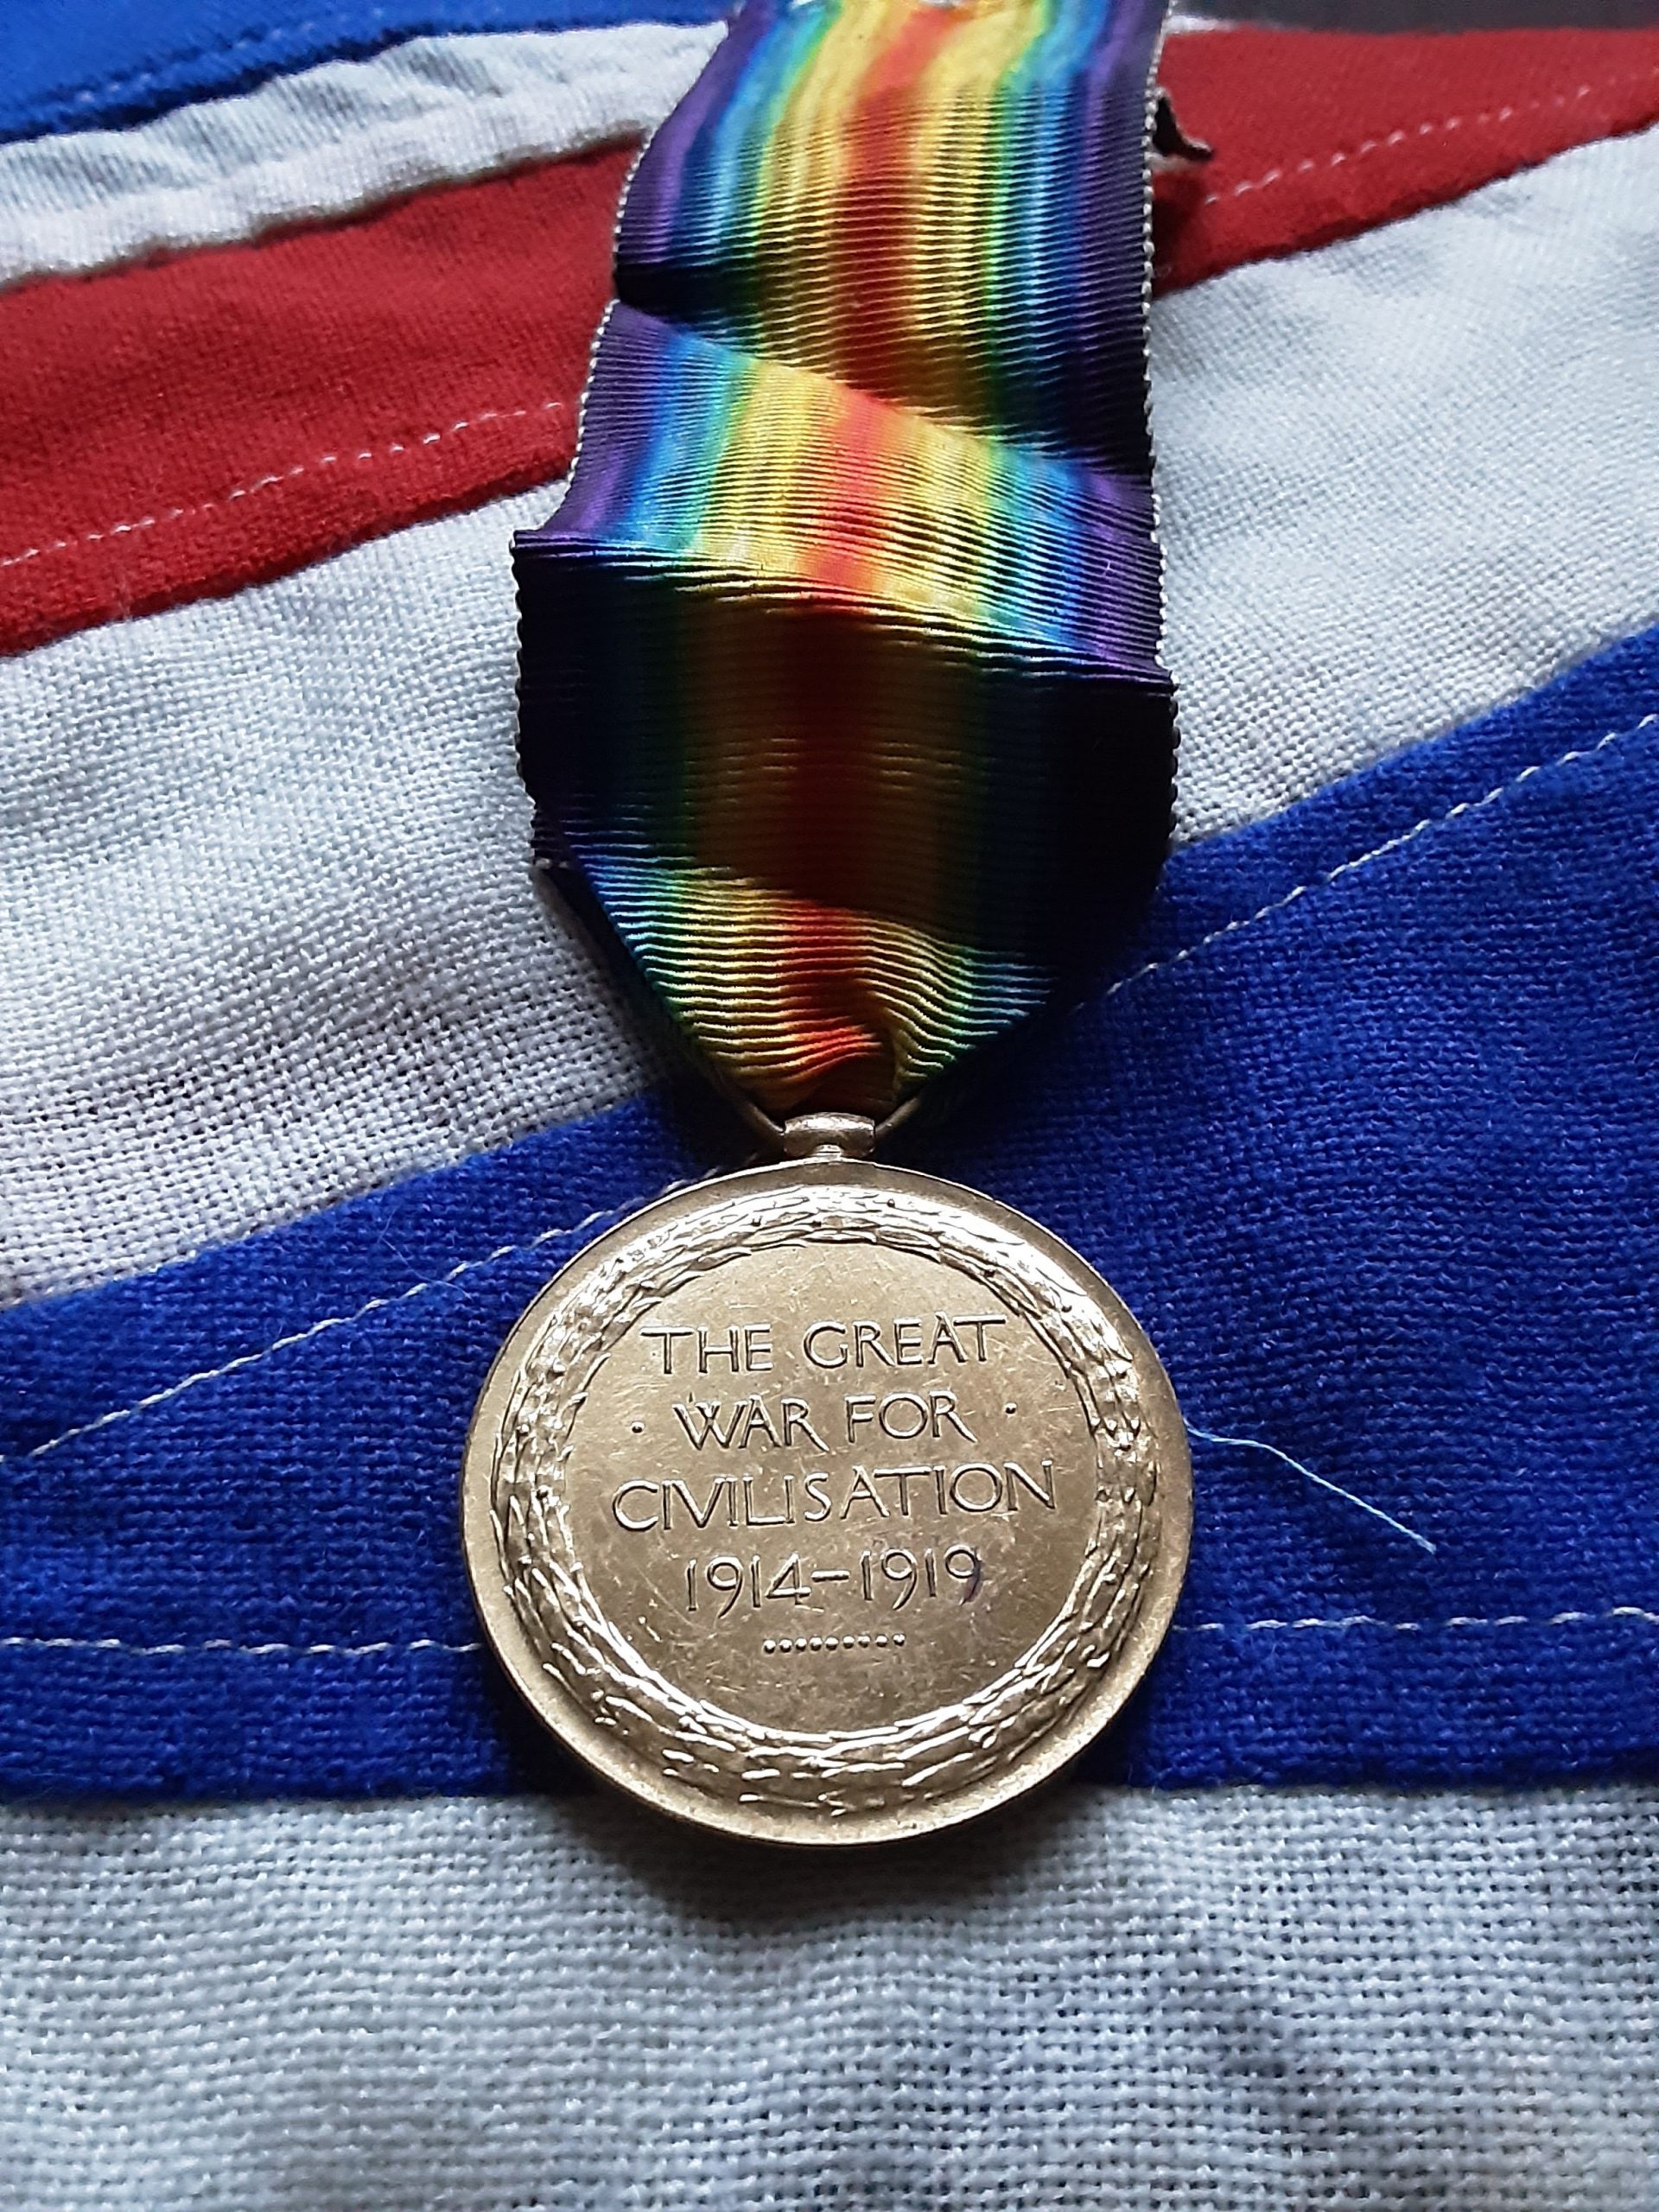 THE GREAT
· WAR FOR ·
CIVILISATION
1914-1919